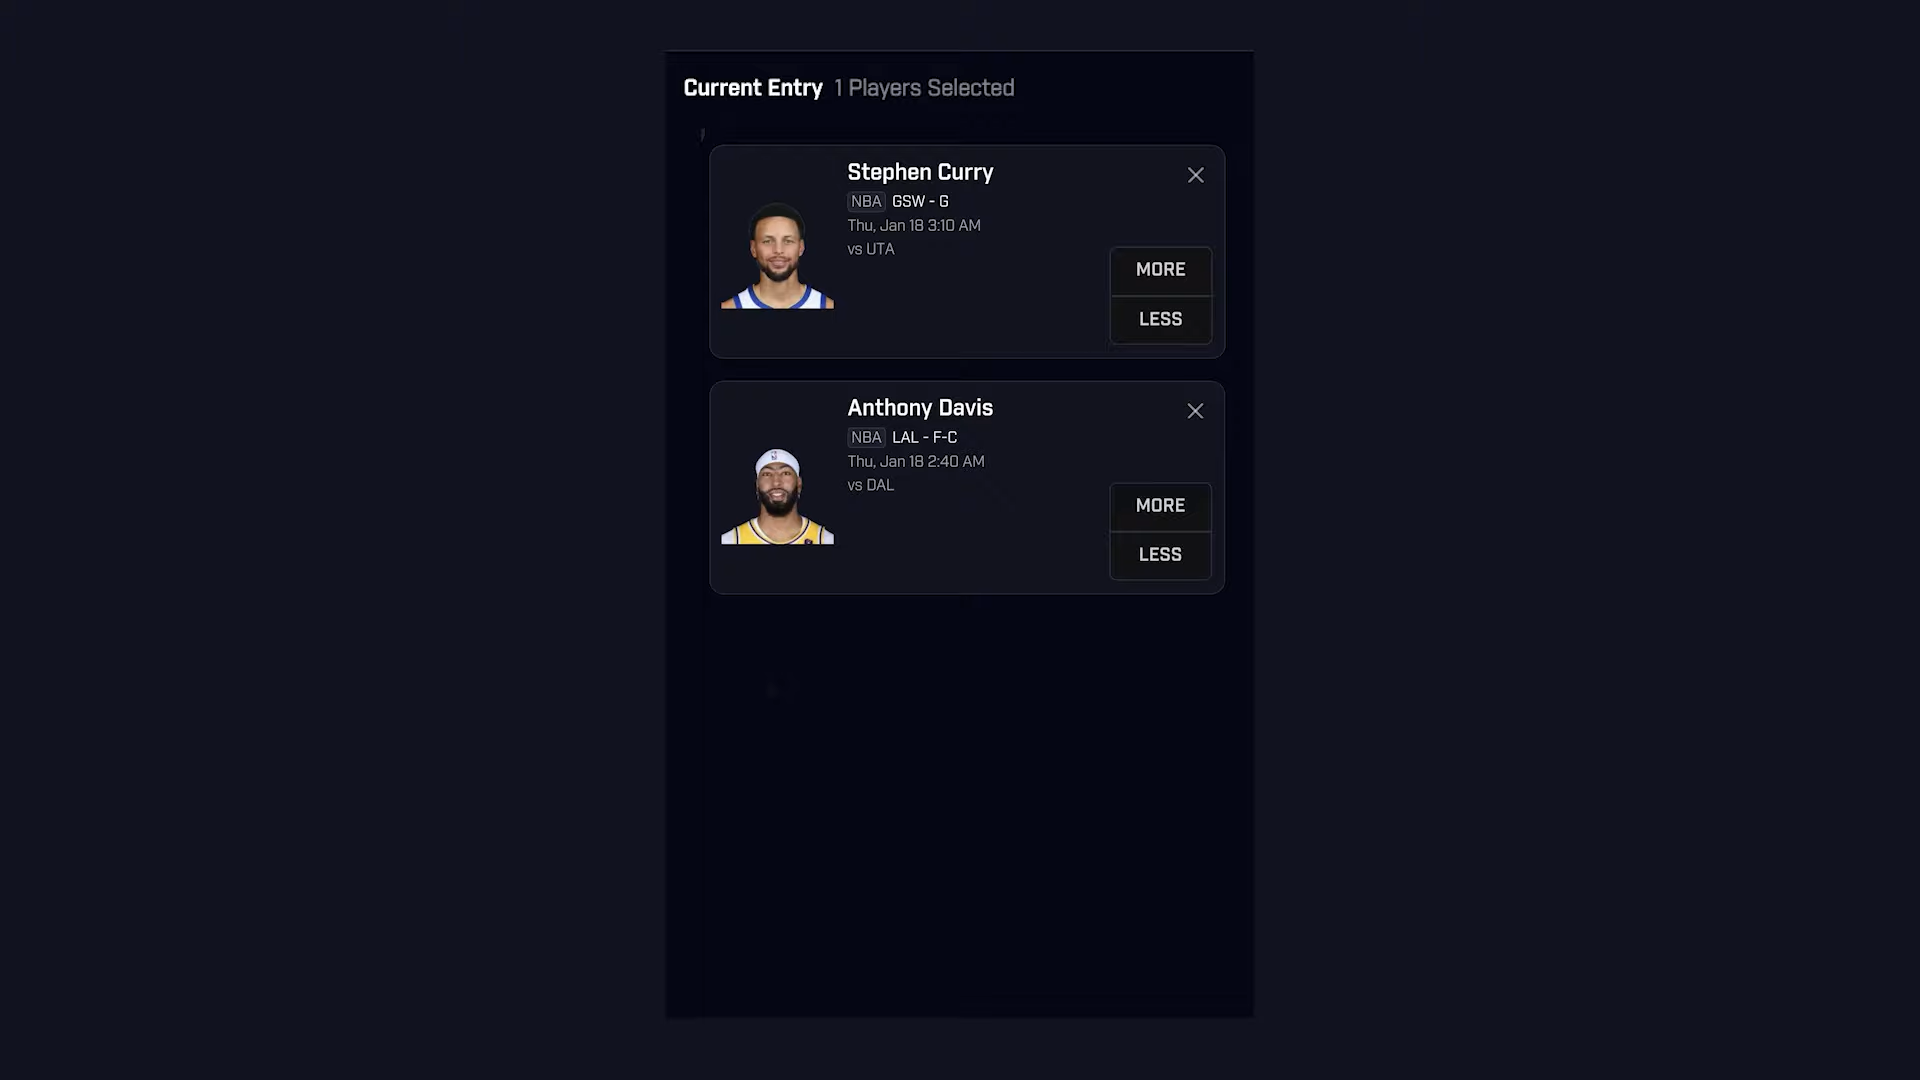 Current Entry 1 Players Selected
Stephen Curry
NBA GSW - G
Thu, Jan 18 3:10 AM
vs UTA
MORE
LESS
Anthony Davis
NBA LAL - F-C
Thu, Jan 18 2:40 AM
vs DAL
MORE
LESS